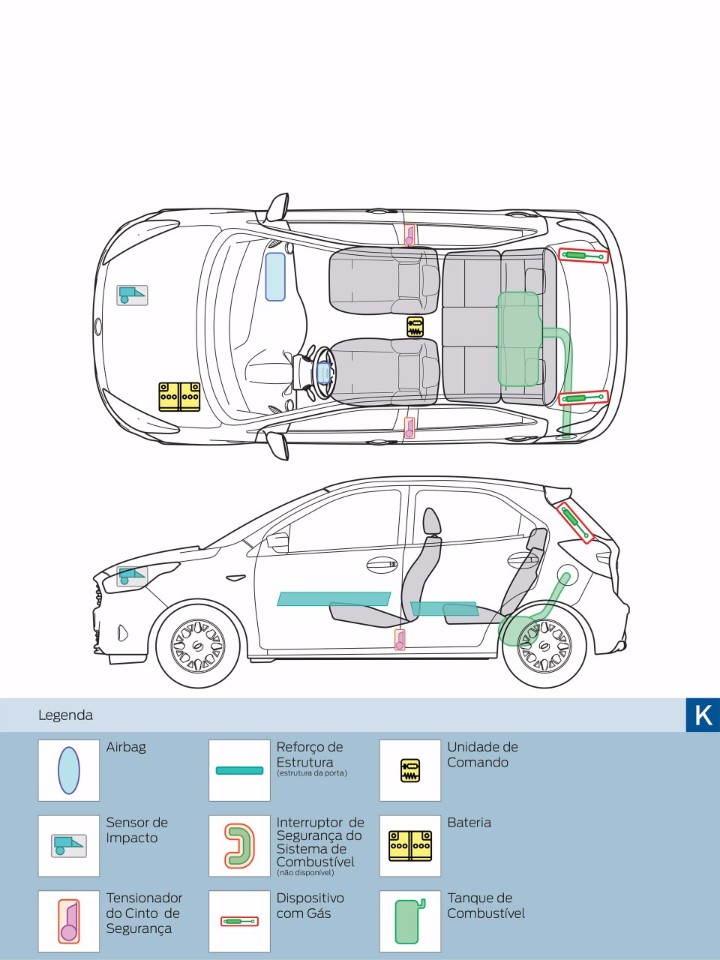 Legenda
K
Airbag
Reforço de
Estrutura
(estrutura da porta)
Unidade de
Comando
Sensor de
Impacto
Interruptor de
Segurança do
Sistema de
Combustível
(não disponível)
Bateria
Tensionador
do Cinto de
Segurança
Dispositivo
com Gás
Tanque de
Combustível